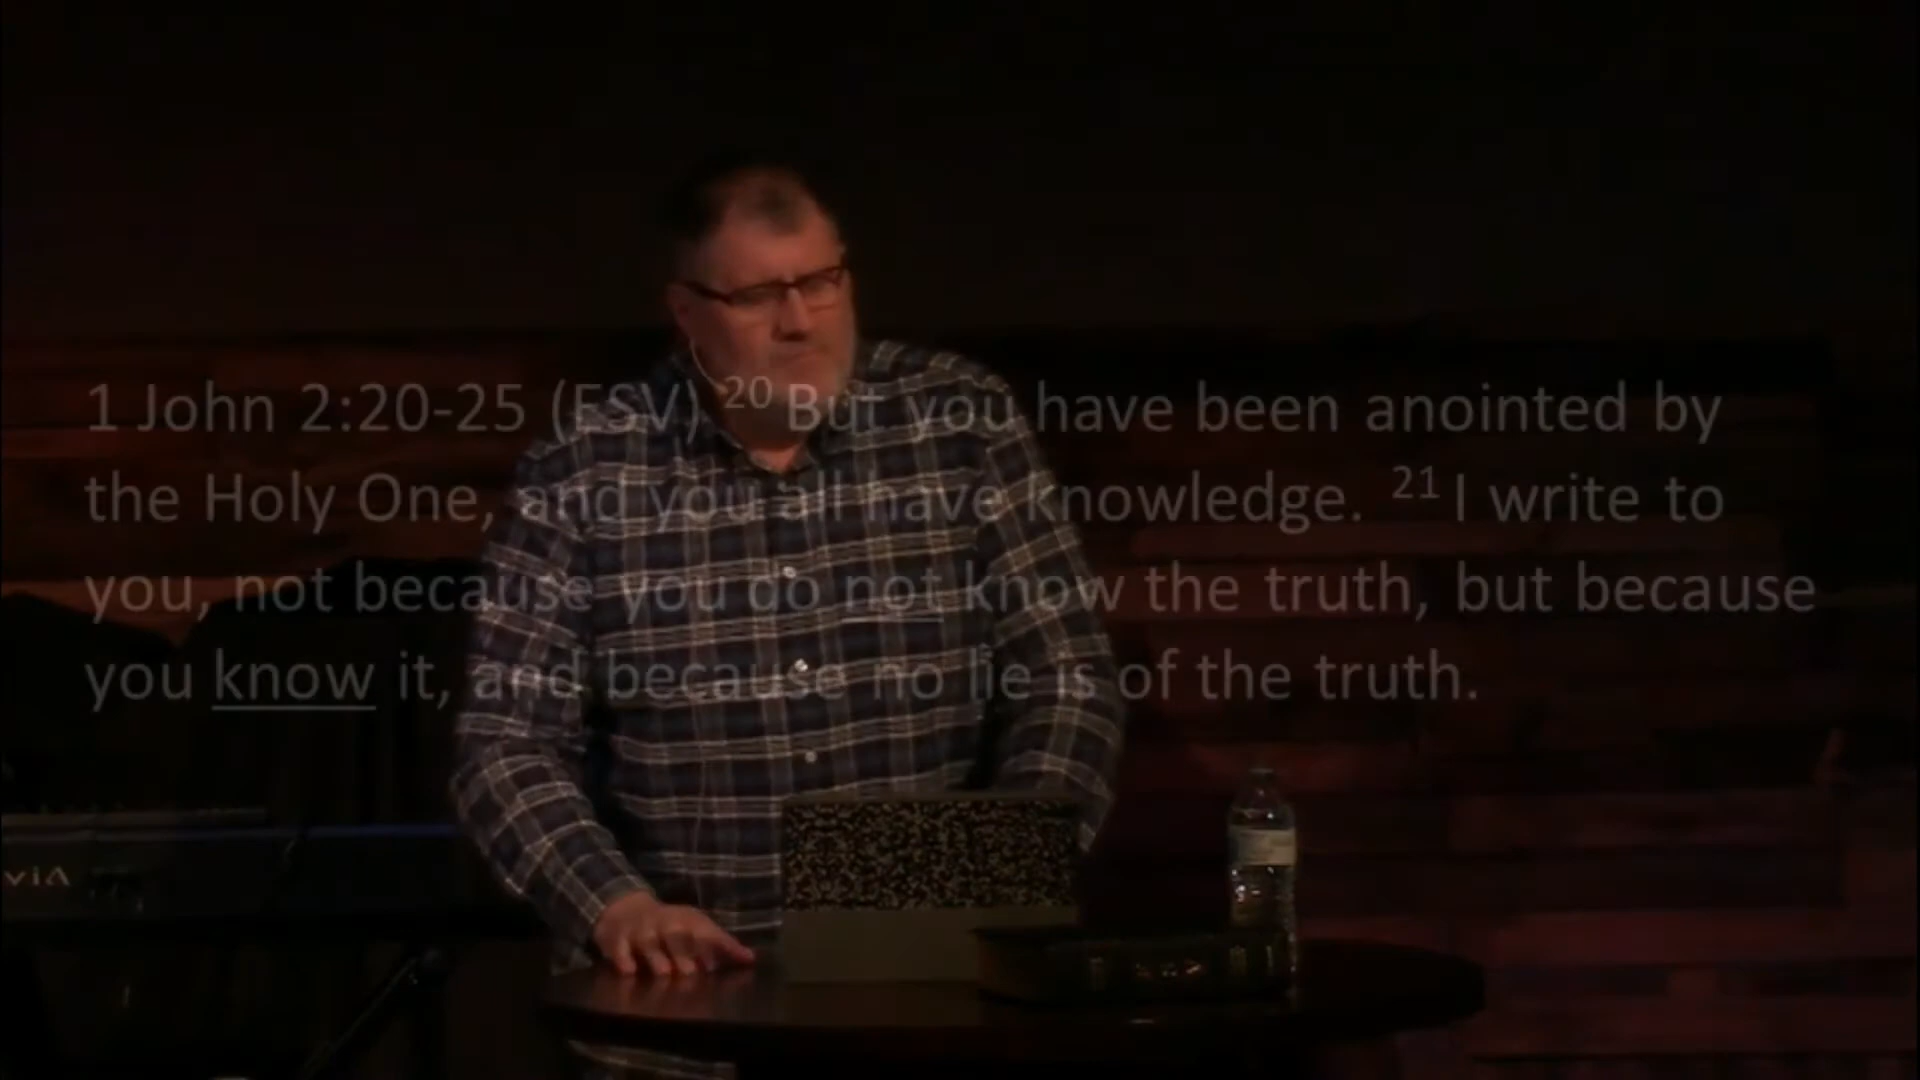 1 John 2:20-25 (ESV) 20 But you have been anointed by
the Holy One, and you all have knowledge. 21 I write to
you, not because you do not know the truth, but because
you know it, and because no lie is of the truth.
VIA